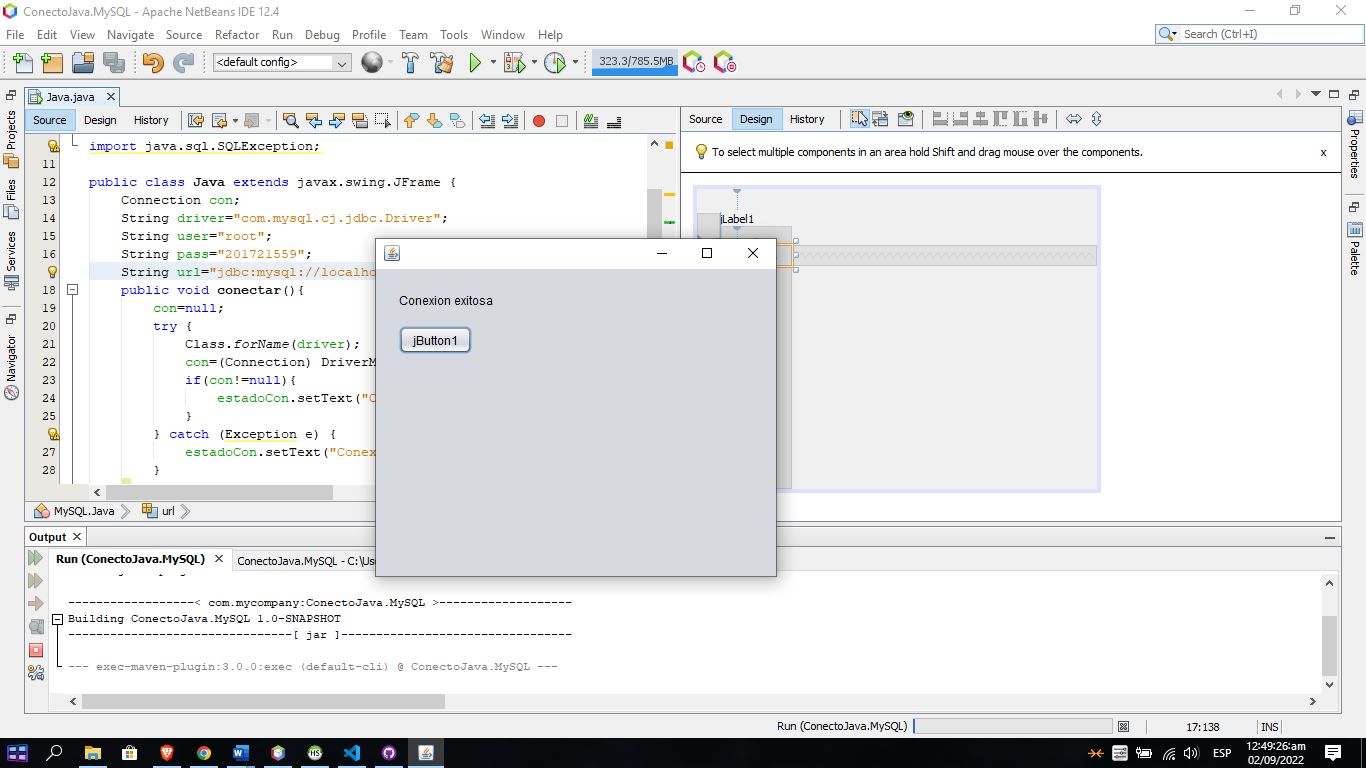 ConectoJava.MySQL - Apache NetBeans IDE 12.4
File Edit View Navigate Source Refactor Run Debug Profile Team Tools Window Help
Search (Ctrl+I)
<default config>
323.3/785.5MB
Projects
Files
Services
Navigator
Java.java
Source Design History
import java.sql.SQLException;
11
12 public class Java extends javax.swing.JFrame {
13 Connection con;
14 String driver="com.mysql.cj.jdbc.Driver";
15 String user="root";
16 String pass="201721559";
String url="jdbc:mysql://localho
18 public void conectar(){
19 con=null;
20 try {
21 Class.forName(driver);
22 con=(Connection) DriverM
23 if(con!=null){
24 estadoCon.setText("C
25 }
} catch (Exception e) {
27 estadoCon.setText("Conex
28 }
MySQL.Java url
Source Design History
To select multiple components in an area hold Shift and drag mouse over the components.
x
jLabel1
Properties
Palette
Conexion exitosa
jButton1
Output
Run (ConectoJava.MySQL)
ConectoJava.MySQL - C:\Use
------------------< com.mycompany:ConectoJava.MySQL >-------------------
Building ConectoJava.MySQL 1.0-SNAPSHOT
--------------------------------[ jar ]---------------------------------
--- exec-maven-plugin:3.0.0:exec (default-cli) @ ConectoJava.MySQL ---
Run (ConectoJava.MySQL)
17:138
INS
ESP
12:49:26:am
02/09/2022